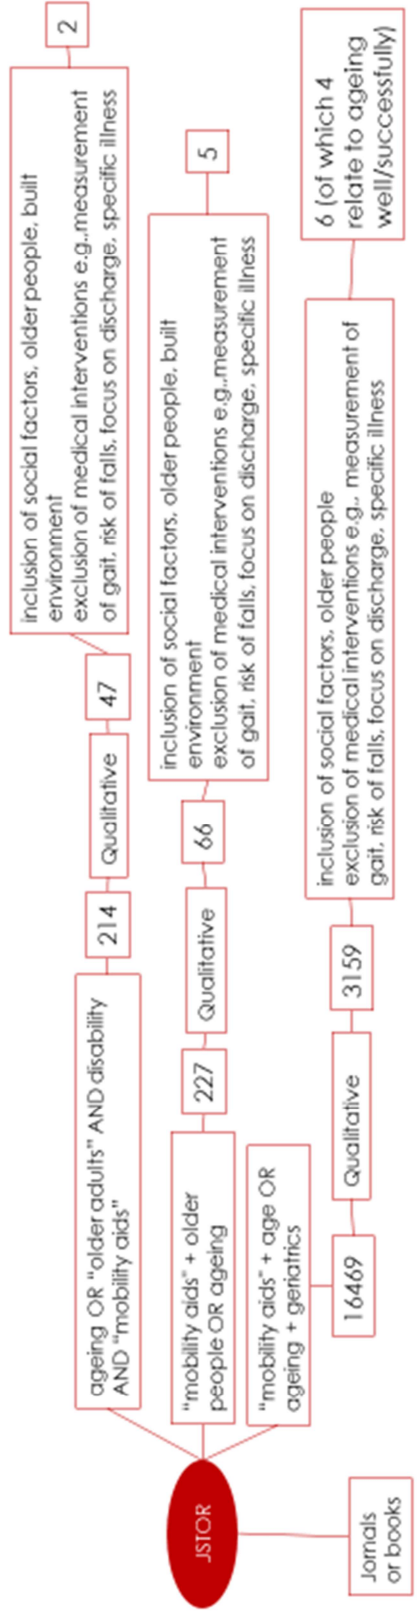 JSTOR
Jornals
or books
ageing OR "older adults" AND disability
AND "mobility aids"
214
Qualitative
47
inclusion of social factors, older people, built
environment
exclusion of medical interventions e.g.,measurement
of gait, risk of falls, focus on discharge, specific illness
2
"mobility aids" + older
people OR ageing
227
Qualitative
66
inclusion of social factors, older people, built
environment
exclusion of medical interventions e.g.,measurement
of gait, risk of falls, focus on discharge, specific illness
5
"mobility aids" + age OR
ageing + geriatrics
16469
Qualitative
3159
inclusion of social factors, older people
exclusion of medical interventions e.g., measurement of
gait, risk of falls, focus on discharge, specific illness
6 (of which 4
relate to ageing
well/successfully)